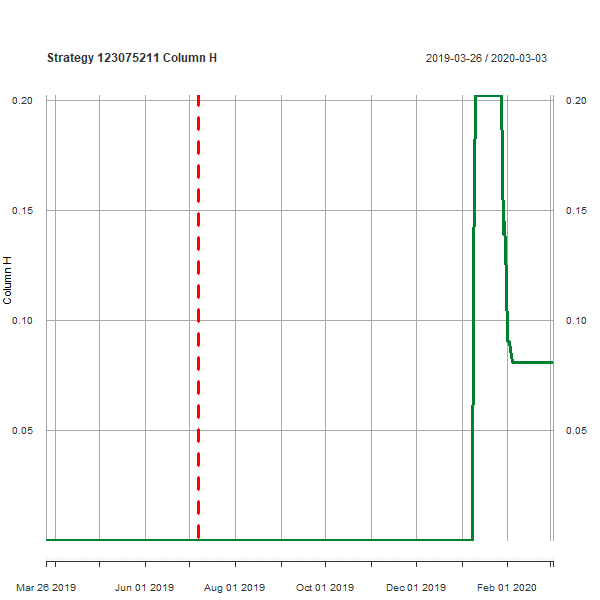 Strategy 123075211 Column H 2019-03-26 / 2020-03-03
0.20 0.20
0.15 0.15
Column H
0.10 0.10
0.05 0.05
Mar 26 2019 Jun 01 2019 Aug 01 2019 Oct 01 2019 Dec 01 2019 Feb 01 2020